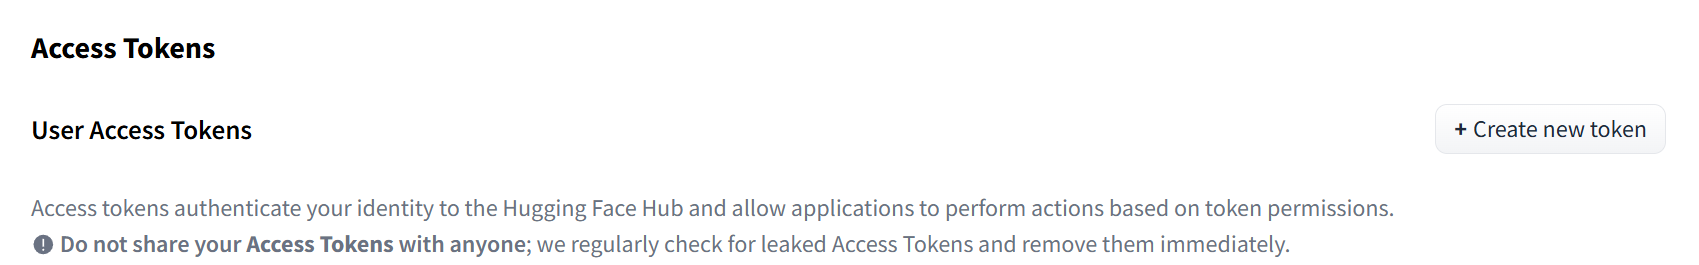 Access Tokens
User Access Tokens
+ Create new token
Access tokens authenticate your identity to the Hugging Face Hub and allow applications to perform actions based on token permissions.
! Do not share your Access Tokens with anyone; we regularly check for leaked Access Tokens and remove them immediately.